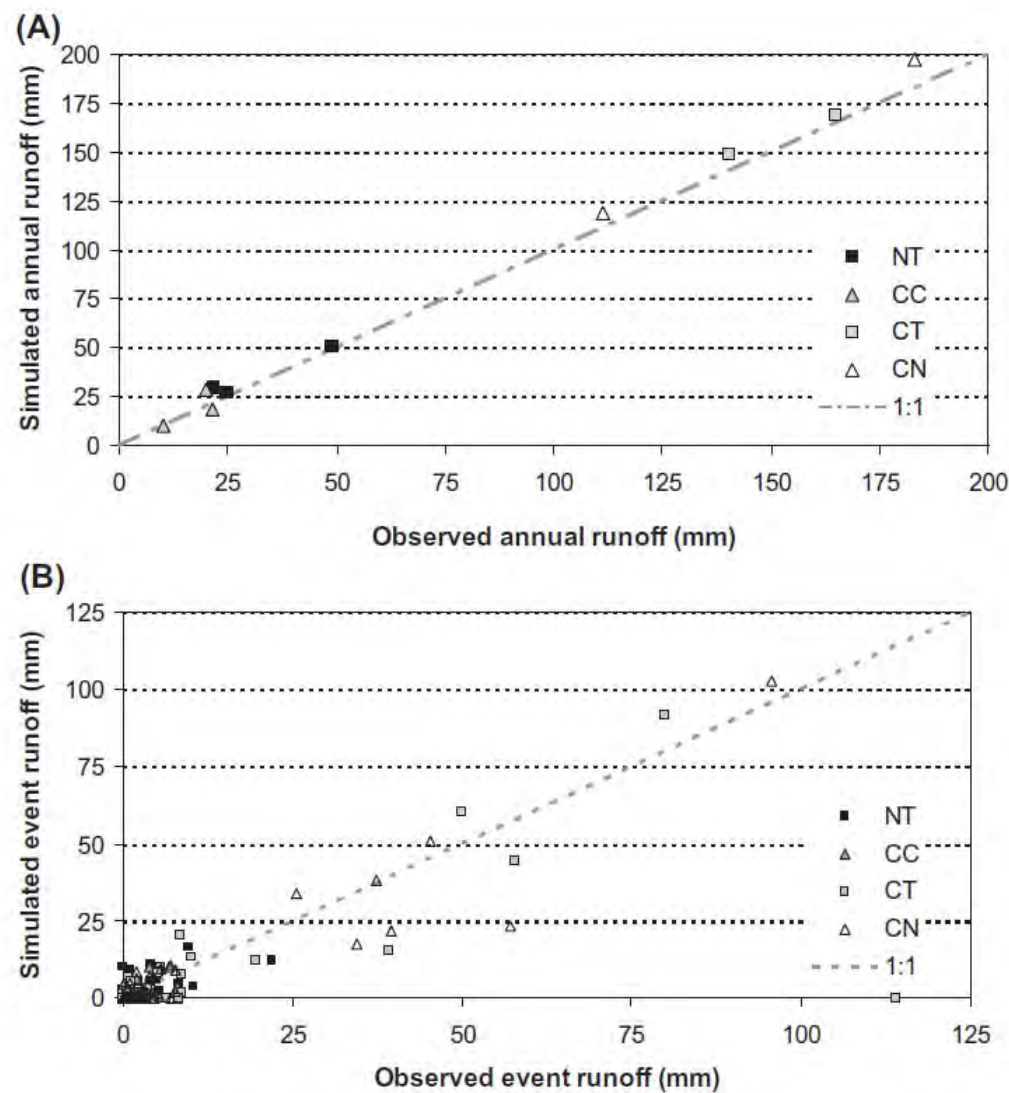 (A)
Simulated annual runoff (mm)
200
175
150
125
100
75
50
25
0
NT
CC
CT
CN
1:1
0 25 50 75 100 125 150 175 200
Observed annual runoff (mm)
(B)
Simulated event runoff (mm)
125
100
75
50
25
0
NT
CC
CT
CN
1:1
0 25 50 75 100 125
Observed event runoff (mm)